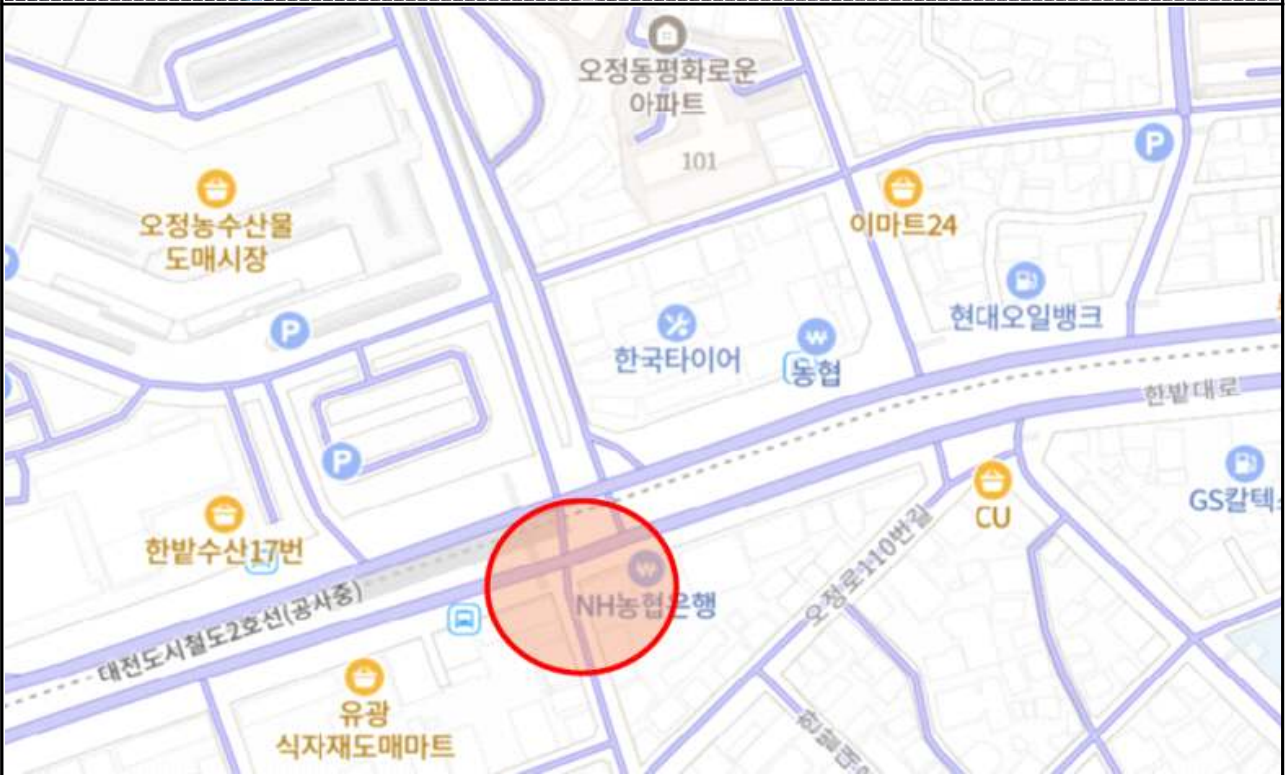 오정동평화로운
아파트
101
P
오정농수산물
도매시장
이마트24
P
현대오일뱅크
한국타이어
농협
한밭대로
P
GS칼텍
CU
한밭수산17번
오정로110번길
NH농협은행
태전도시철도2호선(공사중)
유광
식자재도매마트